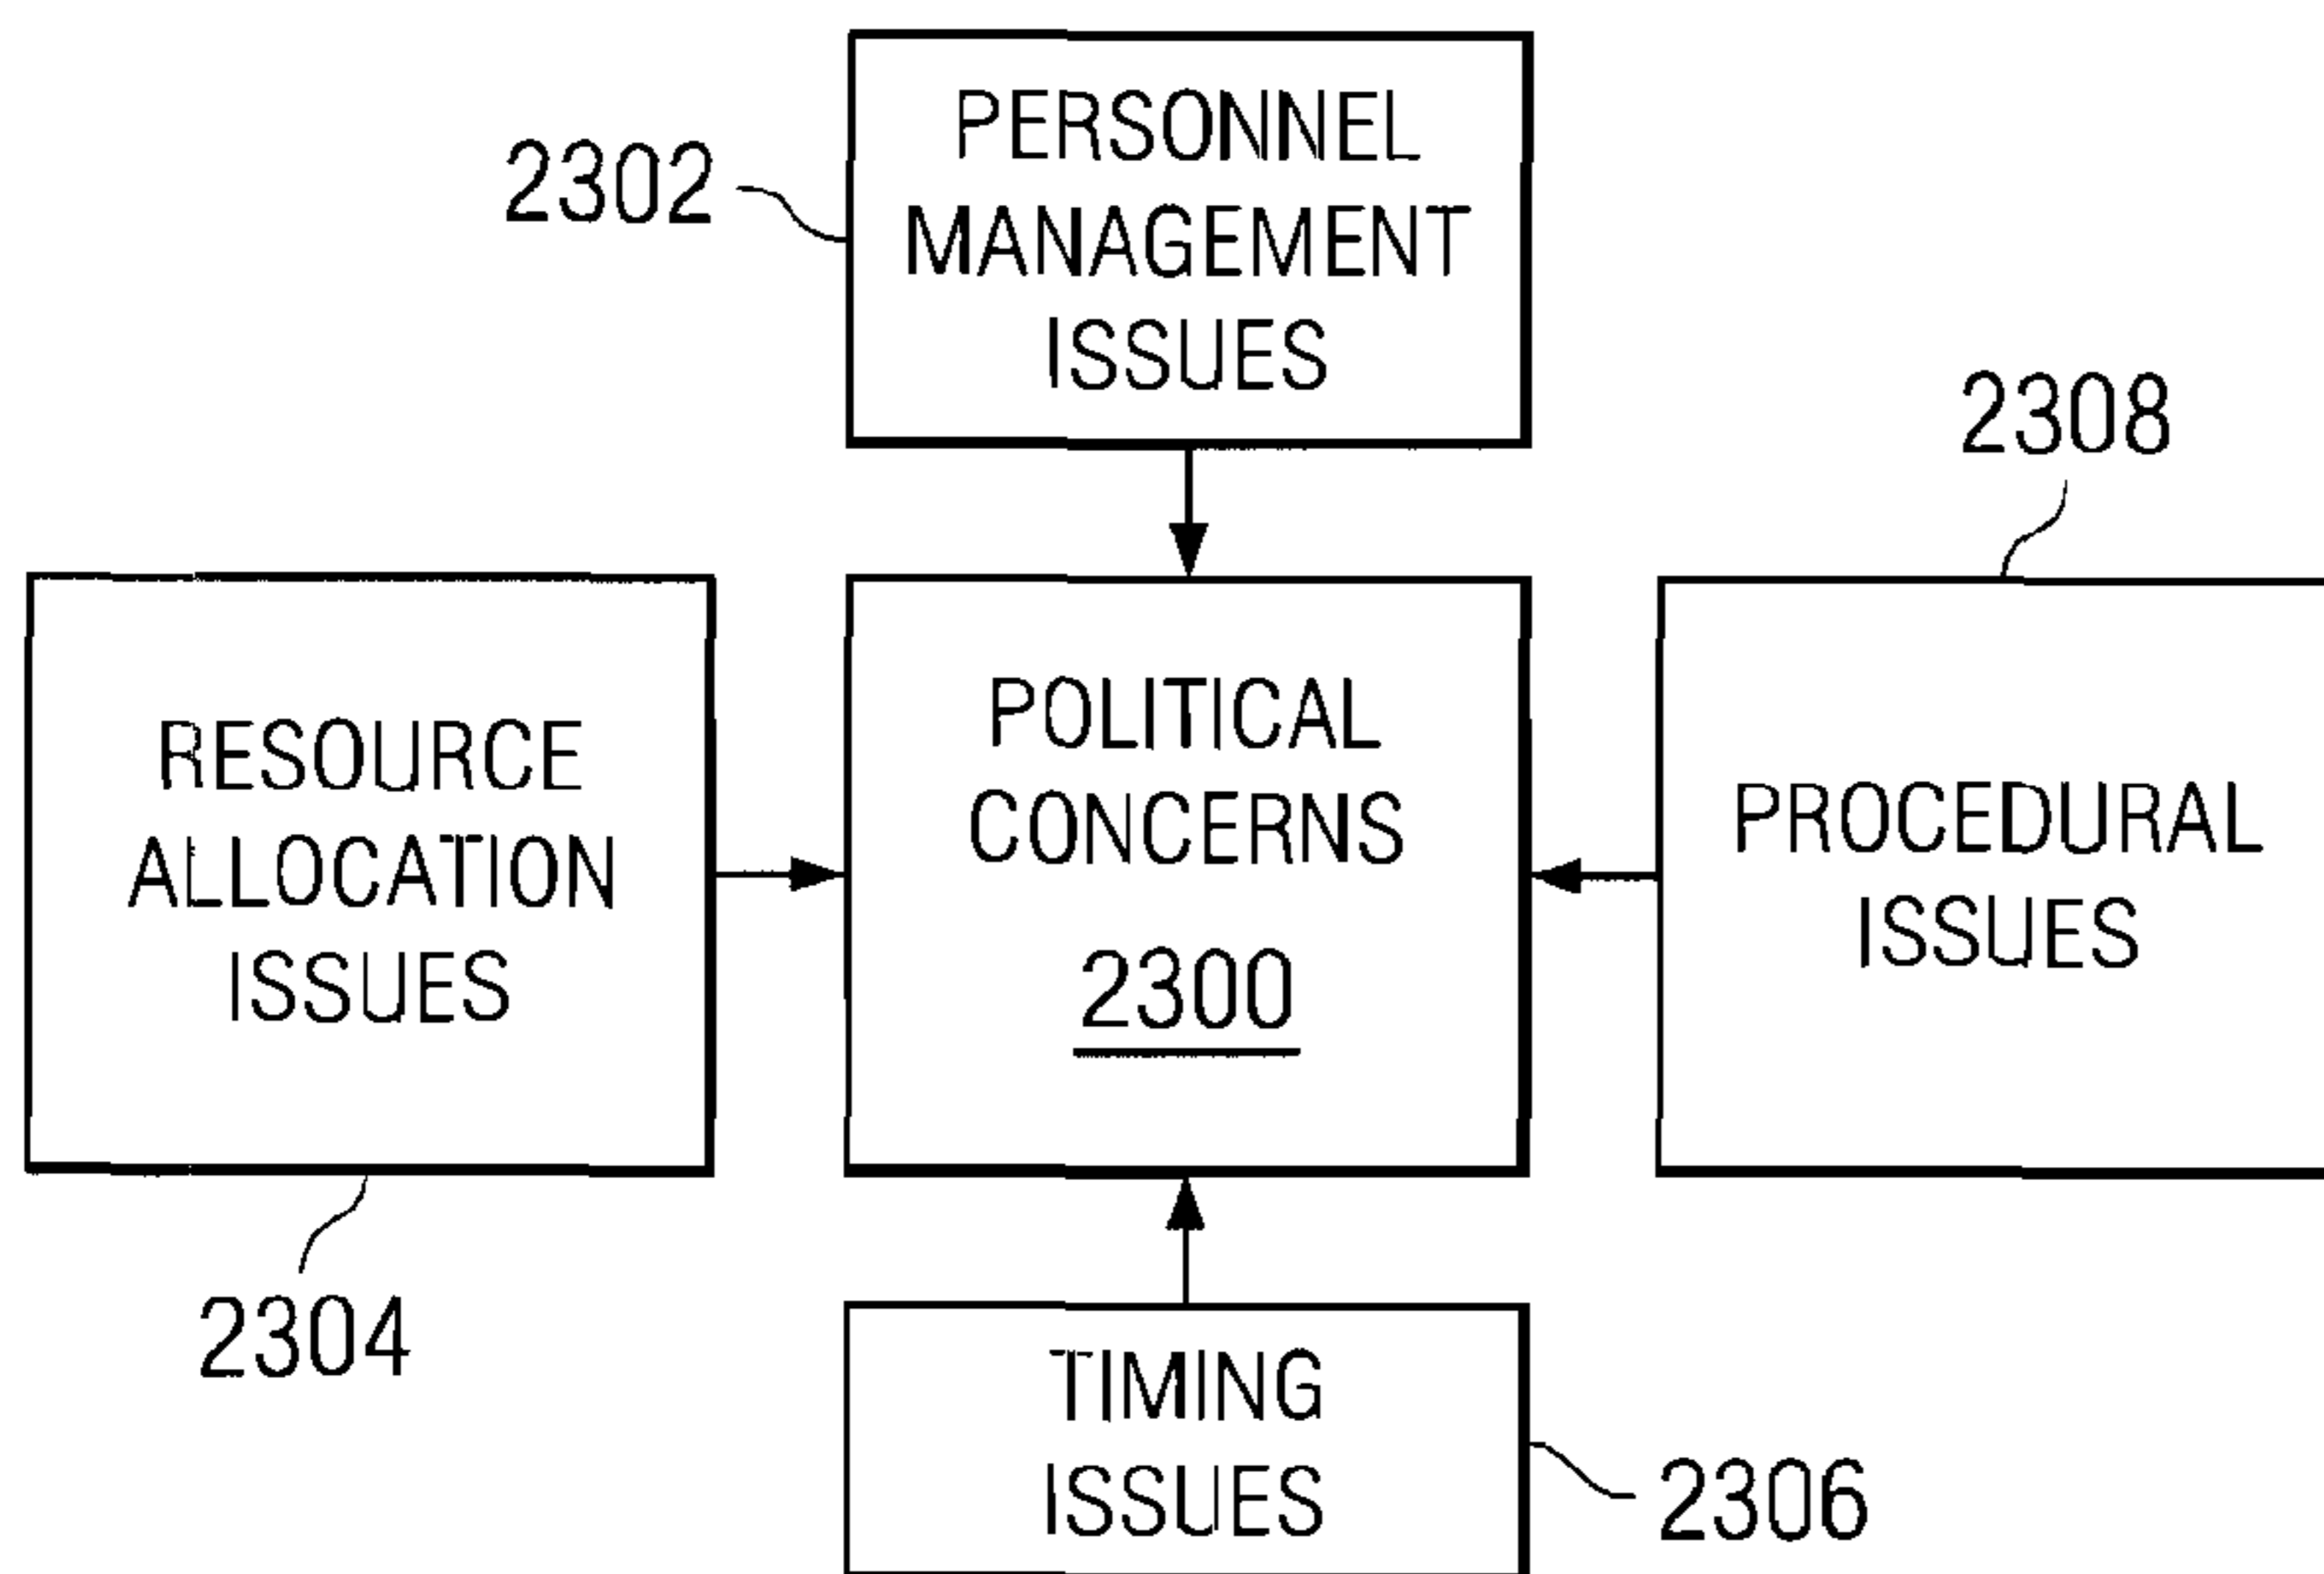 PERSONNEL
MANAGEMENT
ISSUES
2302
2308
RESOURCE
ALLOCATION
ISSUES
2304
POLITICAL
CONCERNS
2300
PROCEDURAL
ISSUES
TIMING
ISSUES
2306